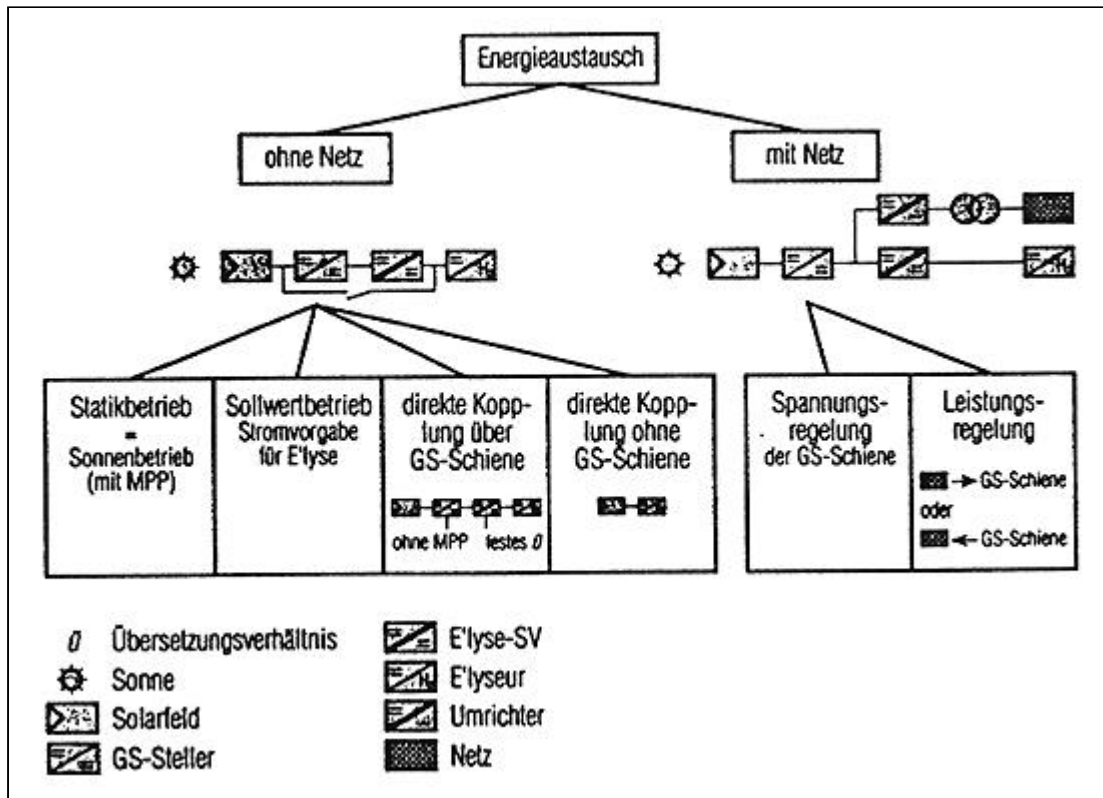 Energieaustausch
ohne Netz
mit Netz
Statikbetrieb
=
Sonnenbetrieb
(mit MPP)
Sollwertbetrieb
Stromvorgabe
für E'lyse
direkte Kopp-
lung über
GS-Schiene
ohne MPP festes ü
direkte Kopp-
lung ohne
GS-Schiene
Spannungs-
regelung
der GS-Schiene
Leistungs-
regelung
→ GS-Schiene
oder
← GS-Schiene
ü Übersetzungsverhältnis
Sonne
Solarfeld
GS-Steller
E'lyse-SV
E'lyseur
Umrichter
Netz